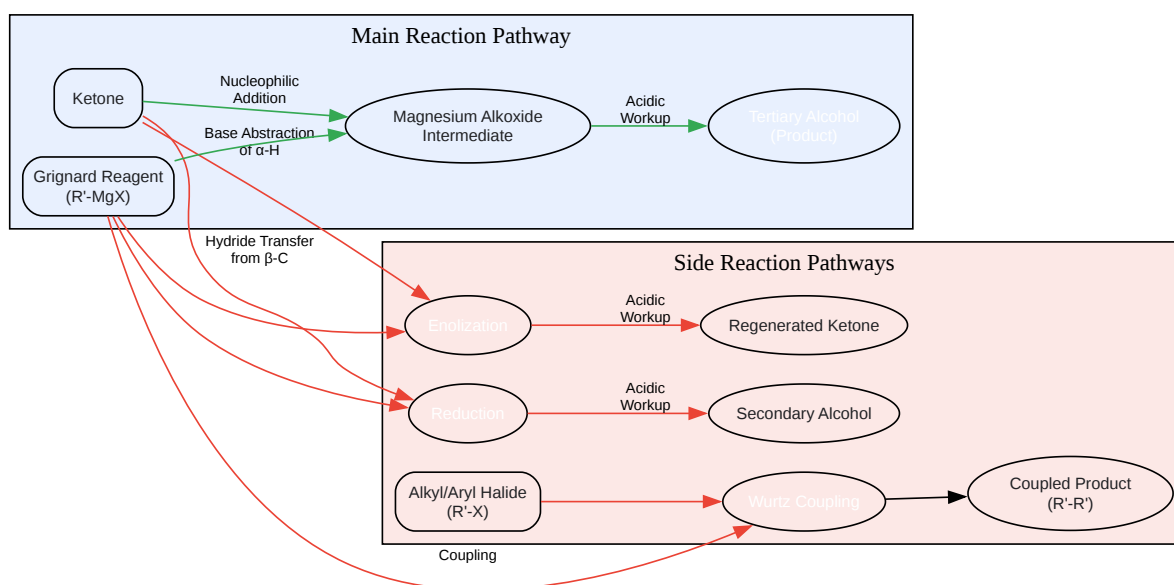 Main Reaction Pathway
Ketone
Nucleophilic
Addition
Magnesium Alkoxide
Intermediate
Acidic
Workup
Tertiary Alcohol
(Product)
Base Abstraction
of α-H
Grignard Reagent
(R'-MgX)
Hydride Transfer
from β-C
Side Reaction Pathways
Enolization
Acidic
Workup
Regenerated Ketone
Reduction
Acidic
Workup
Secondary Alcohol
Alkyl/Aryl Halide
(R'-X)
Wurtz Coupling
Coupled Product
(R'-R')
Coupling